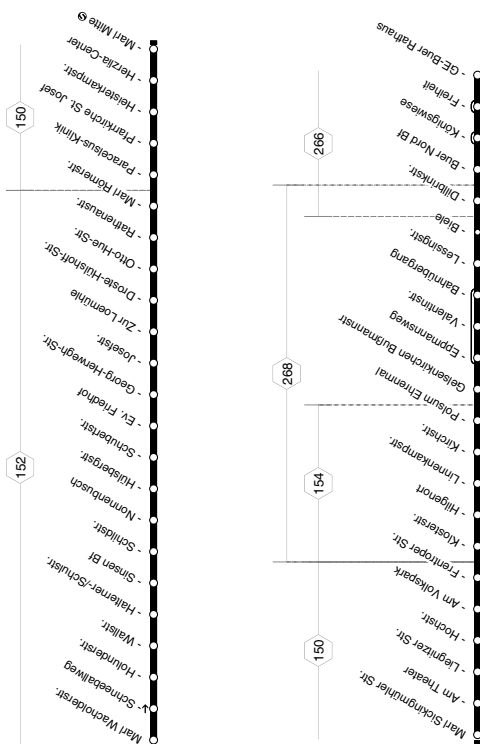 - Marl Mitte S
- Herzlia-Center
- Heisterkampstr.
- Pfarrkirche St. Josef
- Paracelsus-Klinik
- Marl Römerstr.
- Rathenaustr.
- Otto-Hue-Str.
- Droste-Hülshoff-Str.
- Zur Loemühle
- Josefstr.
- Georg-Herwegh-Str.
- Ev. Friedhof
- Schubertstr.
- Hülsbergstr.
- Nonnenbusch
- Schildstr.
- Sinsen Bf
- Halterner-/Schulstr.
- Wallstr.
- Holunderstr.
- Schneeballweg
Marl Wacholderstr.
150
152
- GE-Buer Rathaus
- Freiheit
- Königswiese
- Buer Nord Bf
- Dillbrinkstr.
- Biele
- Lessingstr.
- Bahnübergang
- Valentinstr.
- Eppmannsweg
Gelsenkirchen Bußmannstr
- Polsum Ehrenmal
- Kirchstr.
- Linnenkampstr.
- Hilgenort
- Klosterstr.
- Frentroper Str.
- Am Volkspark
- Hochstr.
- Liegnitzer Str.
- Am Theater
Marl Sickingmühler Str.
266
268
154
150